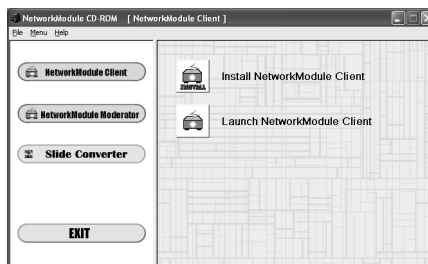 NetworkModule CD-ROM [ NetworkModule Client ]
File Menu Help
NetworkModule Client
NetworkModule Moderator
Slide Converter
EXIT
INSTALL
Install NetworkModule Client
Launch NetworkModule Client